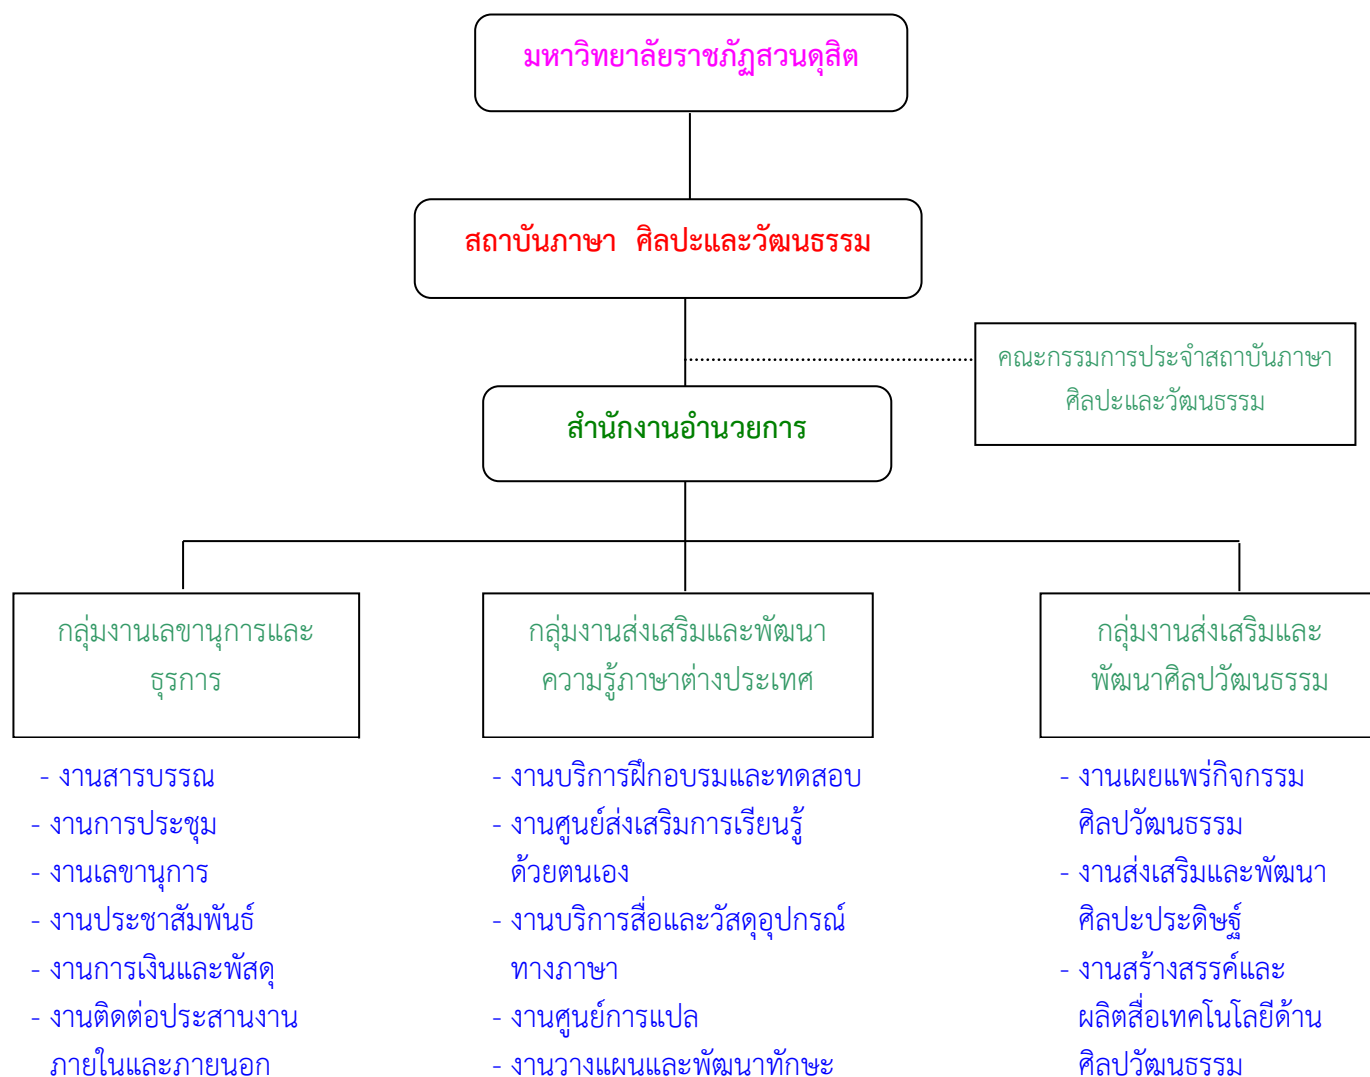 มหาวิทยาลัยราชภัฏสวนดุสิต
สถาบันภาษา ศิลปะและวัฒนธรรม
คณะกรรมการประจำสถาบันภาษา
ศิลปะและวัฒนธรรม
สำนักงานอำนวยการ
กลุ่มงานเลขานุการและ
ธุรการ
- งานสารบรรณ
- งานการประชุม
- งานเลขานุการ
- งานประชาสัมพันธ์
- งานการเงินและพัสดุ
- งานติดต่อประสานงาน
ภายในและภายนอก
กลุ่มงานส่งเสริมและพัฒนา
ความรู้ภาษาต่างประเทศ
- งานบริการฝึกอบรมและทดสอบ
- งานศูนย์ส่งเสริมการเรียนรู้
ด้วยตนเอง
- งานบริการสื่อและวัสดุอุปกรณ์
ทางภาษา
- งานศูนย์การแปล
- งานวางแผนและพัฒนาทักษะ
กลุ่มงานส่งเสริมและ
พัฒนาศิลปวัฒนธรรม
- งานเผยแพร่กิจกรรม
ศิลปวัฒนธรรม
- งานส่งเสริมและพัฒนา
ศิลปะประดิษฐ์
- งานสร้างสรรค์และ
ผลิตสื่อเทคโนโลยีด้าน
ศิลปวัฒนธรรม